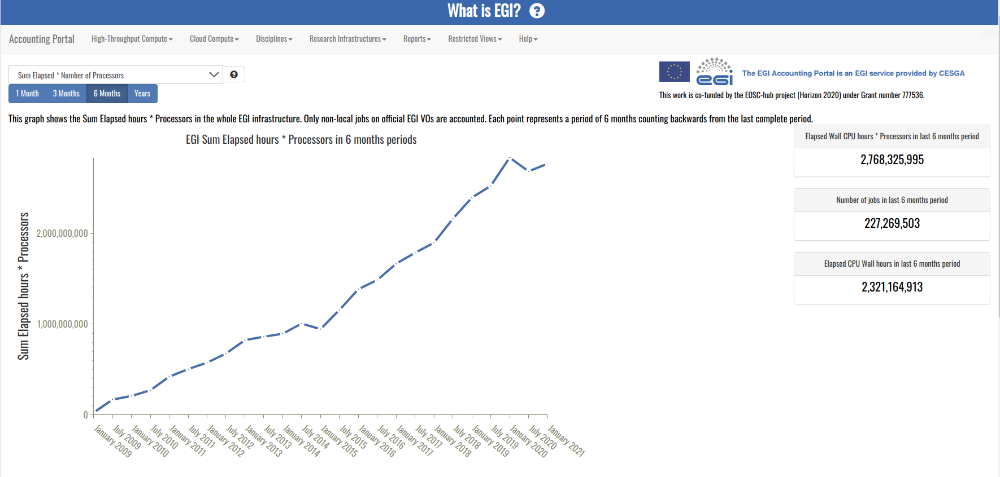 What is EGI? ?
Accounting Portal High-Throughput Compute Cloud Compute Disciplines Research Infrastructures Reports Restricted Views Help
Sum Elapsed * Number of Processors ?
1 Month 3 Months 6 Months Years
egi The EGI Accounting Portal is an EGI service provided by CESGA
This work is co-funded by the EOSC-hub project (Horizon 2020) under Grant number 777536.
This graph shows the Sum Elapsed hours * Processors in the whole EGI infrastructure. Only non-local jobs on official EGI VOs are accounted. Each point represents a period of 6 months counting backwards from the last complete period.
EGI Sum Elapsed hours * Processors in 6 months periods
Sum Elapsed hours * Processors
2,000,000,000
1,000,000,000
0
January 2009
July 2009
January 2010
July 2010
January 2011
July 2011
January 2012
July 2012
January 2013
July 2013
January 2014
July 2014
January 2015
July 2015
January 2016
July 2016
January 2017
July 2017
January 2018
July 2018
January 2019
July 2019
January 2020
July 2020
January 2021
Elapsed Wall CPU hours * Processors in last 6 months period
2,768,325,995
Number of jobs in last 6 months period
227,269,503
Elapsed CPU Wall hours in last 6 months period
2,321,164,913